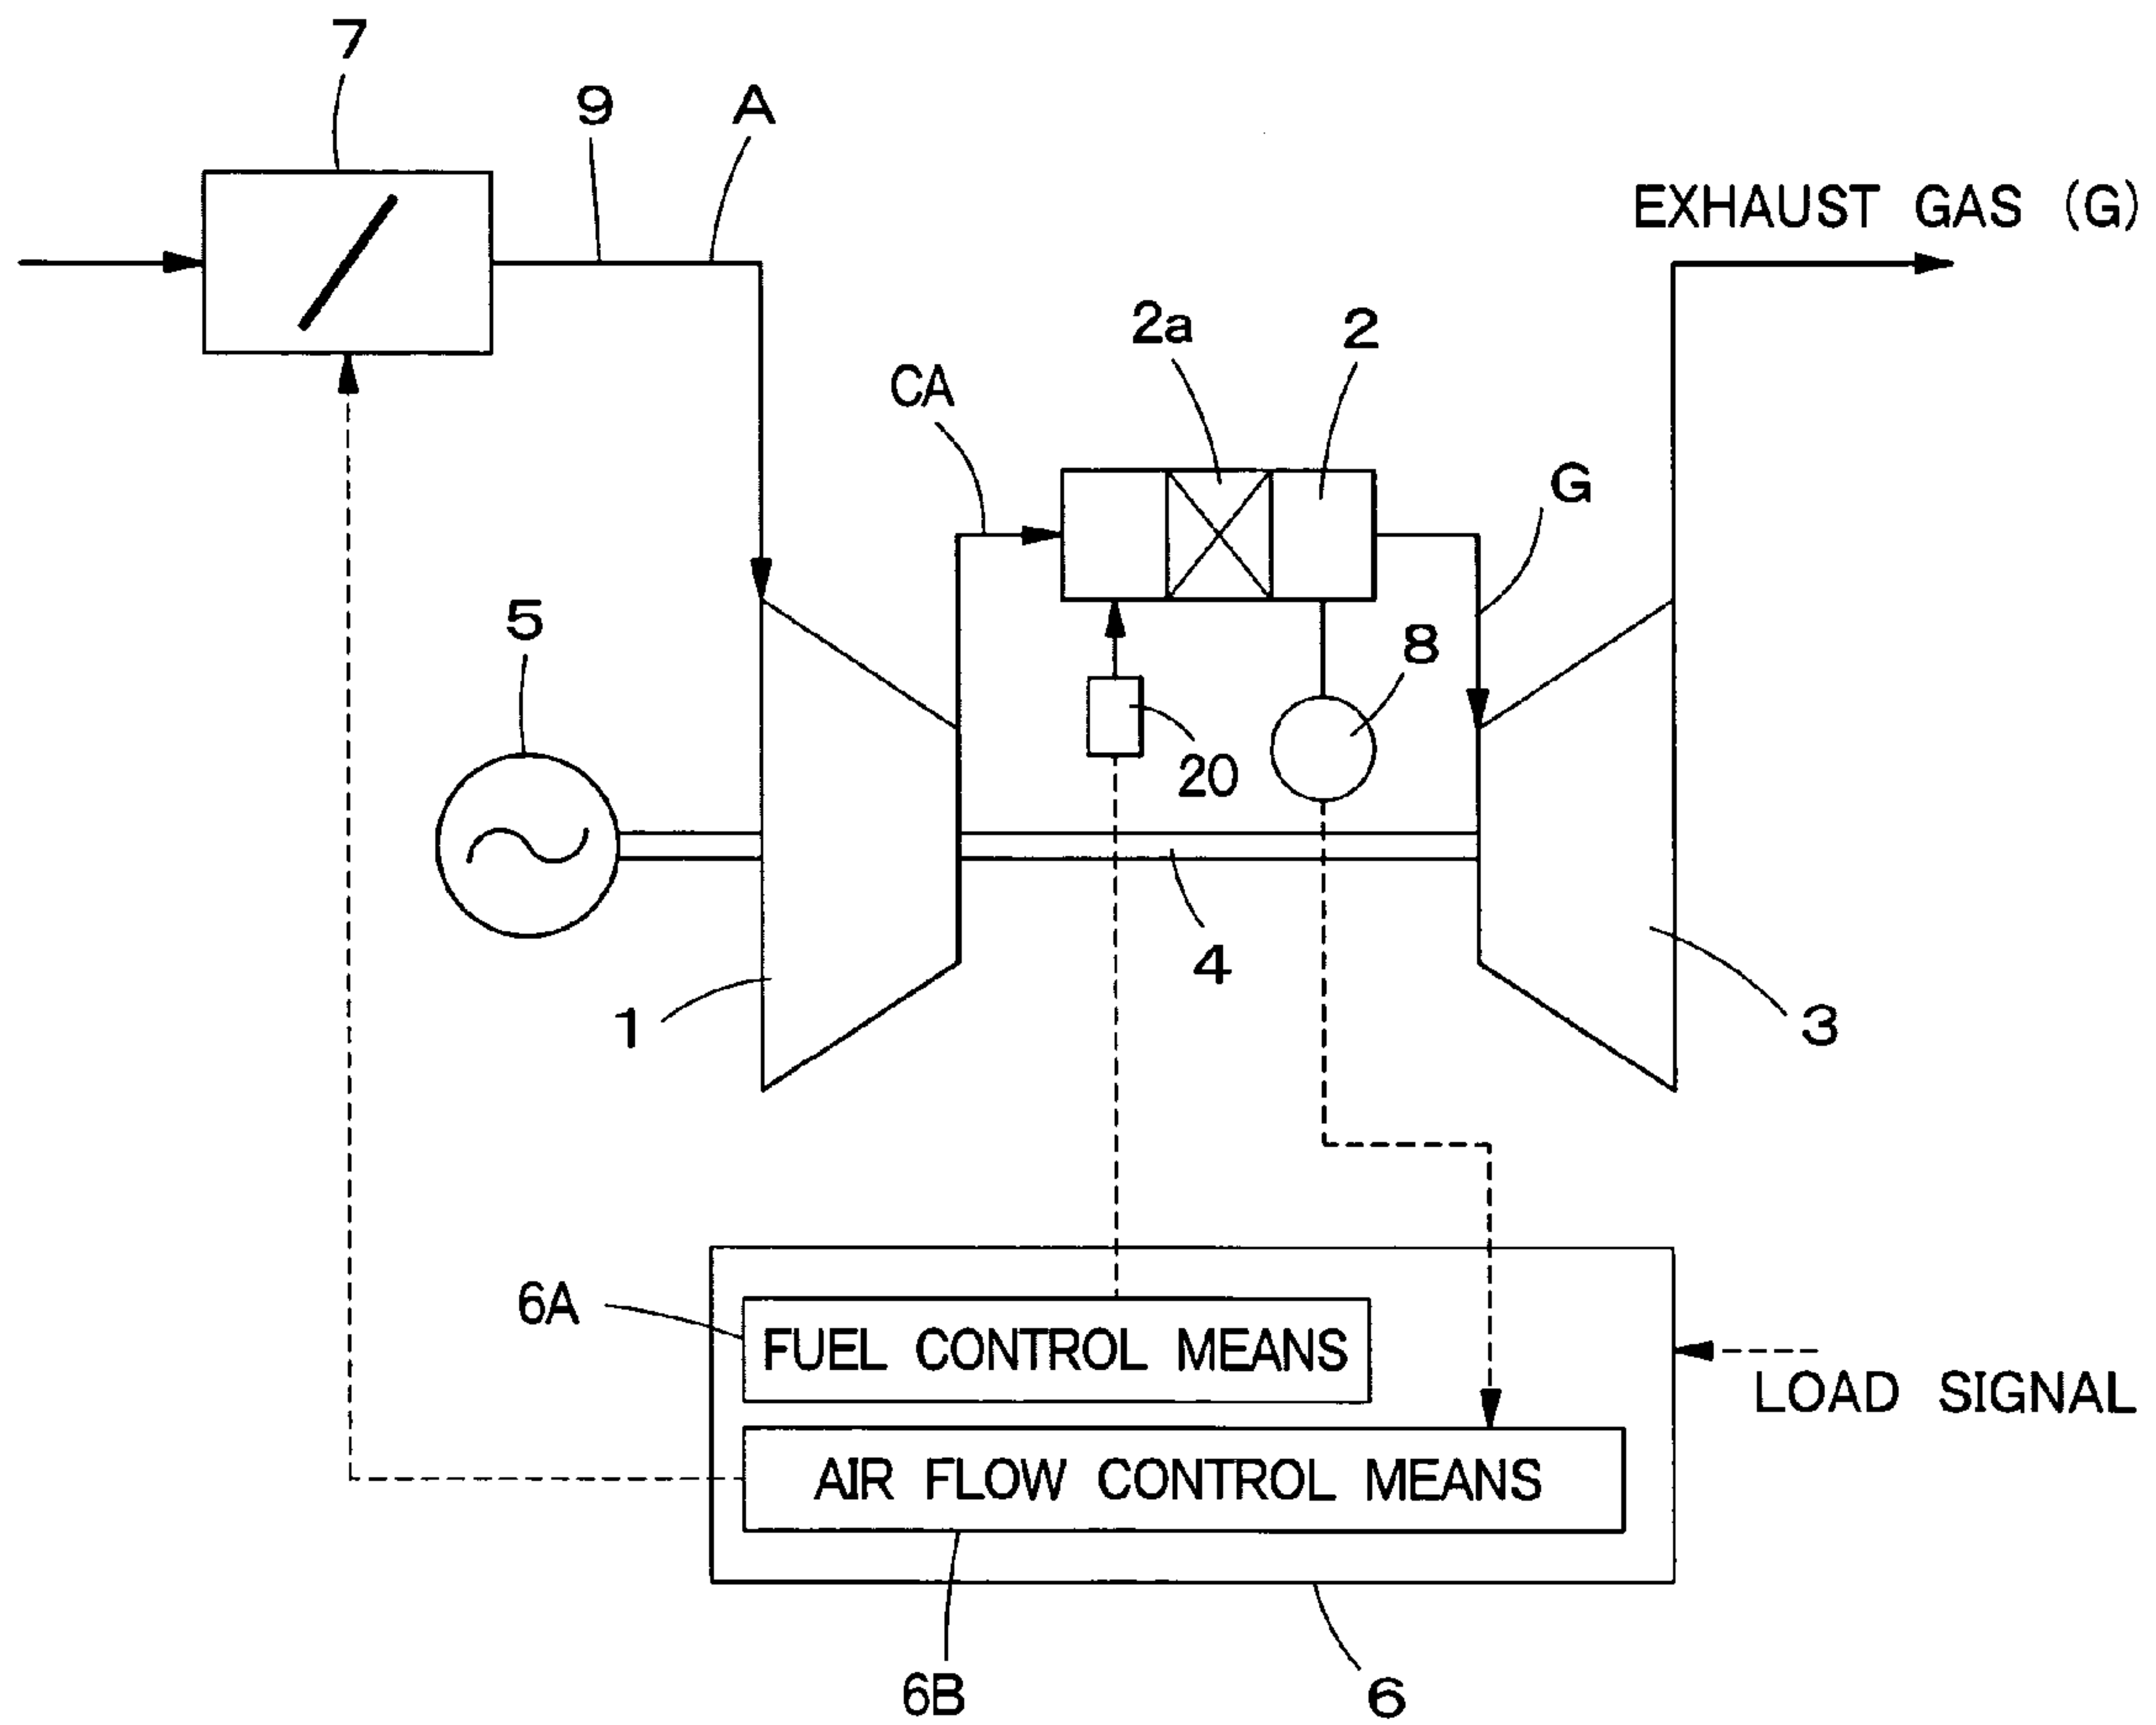 7
9
A
EXHAUST GAS (G)
2a
2
CA
G
5
8
20
4
1
3
6A
FUEL CONTROL MEANS
LOAD SIGNAL
AIR FLOW CONTROL MEANS
6B
6